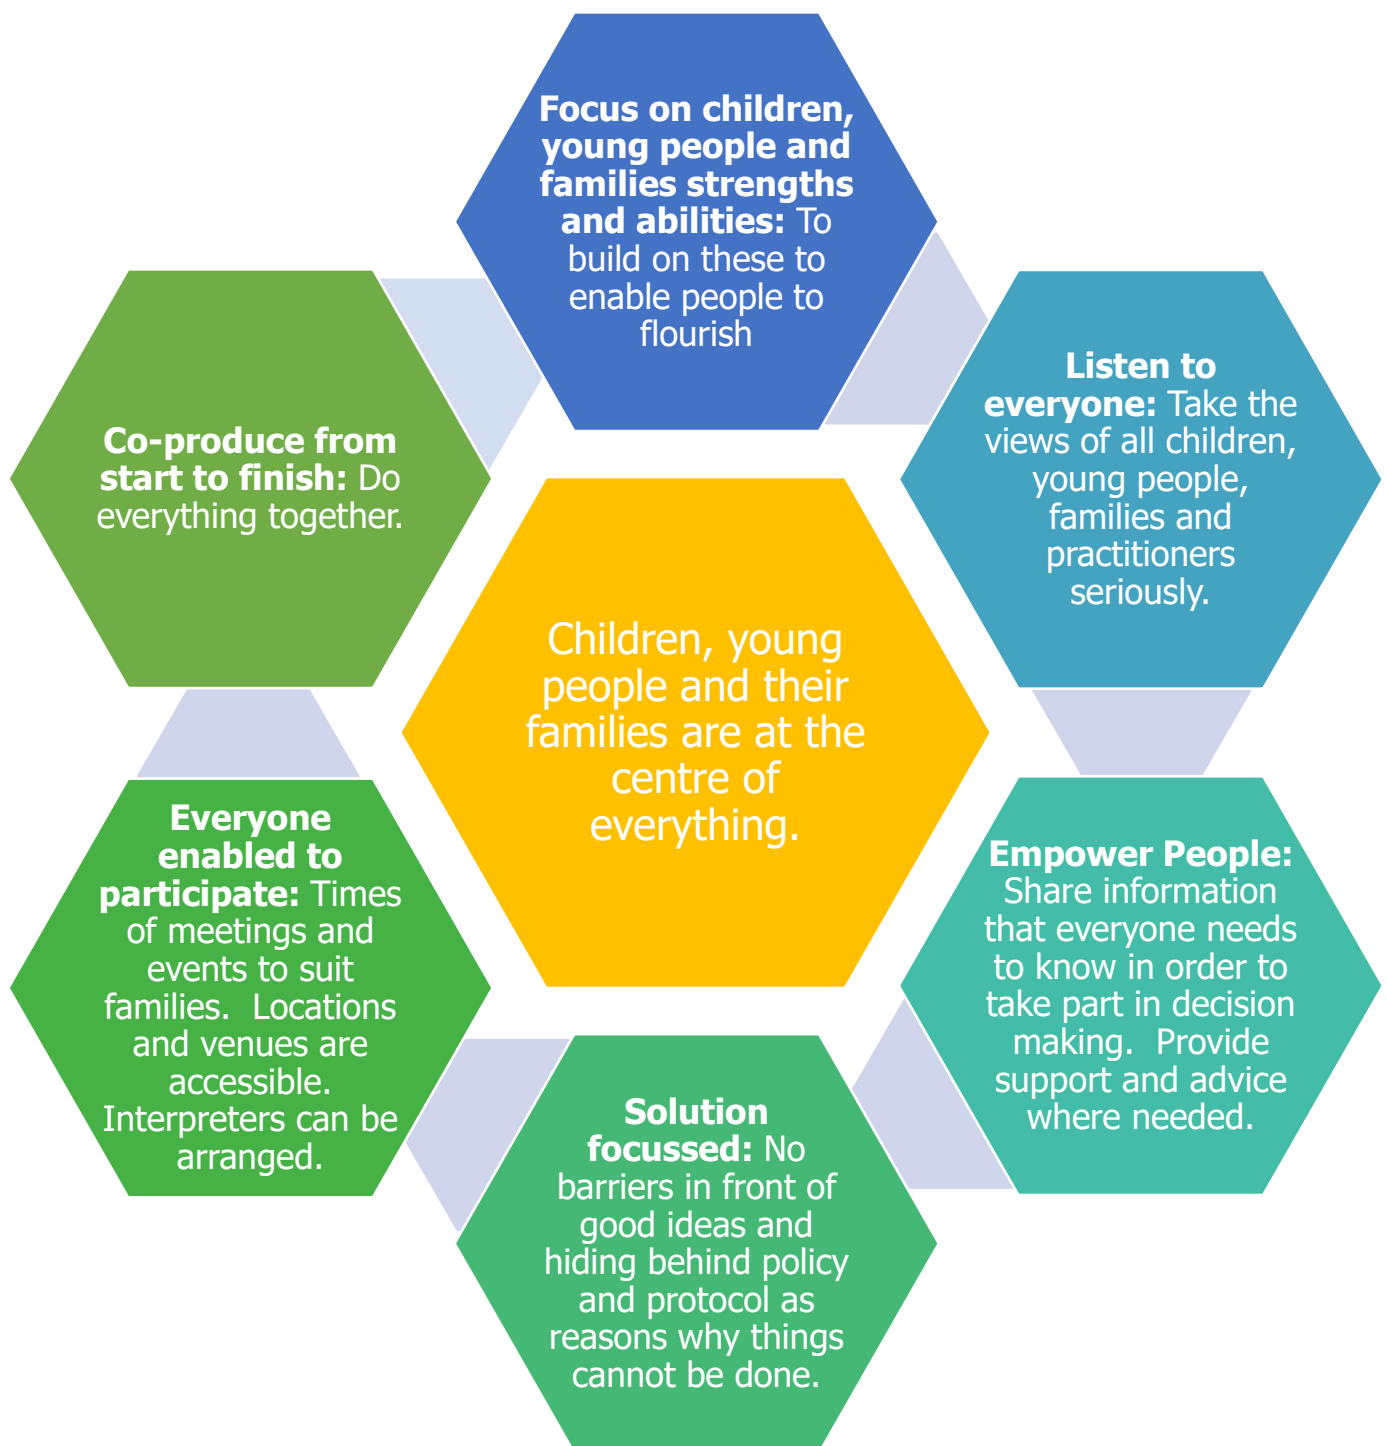 Focus on children,
young people and
families strengths
and abilities: To
build on these to
enable people to
flourish
Listen to
everyone: Take the
views of all children,
young people,
families and
practitioners
seriously.
Empower People:
Share information
that everyone needs
to know in order to
take part in decision
making.  Provide
support and advice
where needed.
Solution
focussed: No
barriers in front of
good ideas and
hiding behind policy
and protocol as
reasons why things
cannot be done.
Everyone
enabled to
participate: Times
of meetings and
events to suit
families.  Locations
and venues are
accessible.
Interpreters can be
arranged.
Co-produce from
start to finish: Do
everything together.
Children, young
people and their
families are at the
centre of
everything.